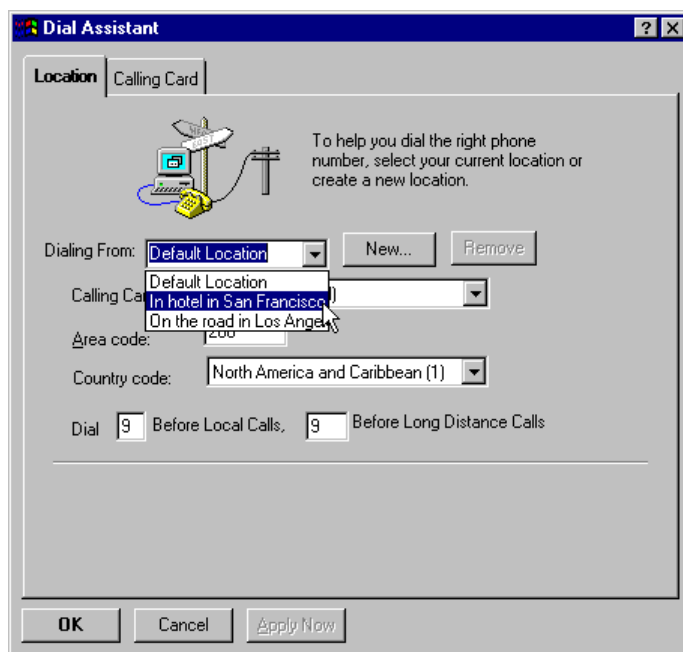 Dial Assistant
Location
Calling Card
WEST
EAST
To help you dial the right phone
number, select your current location or
create a new location.
Dialing From: Default Location New... Remove
Default Location
In hotel in San Francisco
On the road in Los Angel
Calling Ca )
Area code:
Country code: North America and Caribbean (1)
Dial 9 Before Local Calls, 9 Before Long Distance Calls
OK Cancel Apply Now